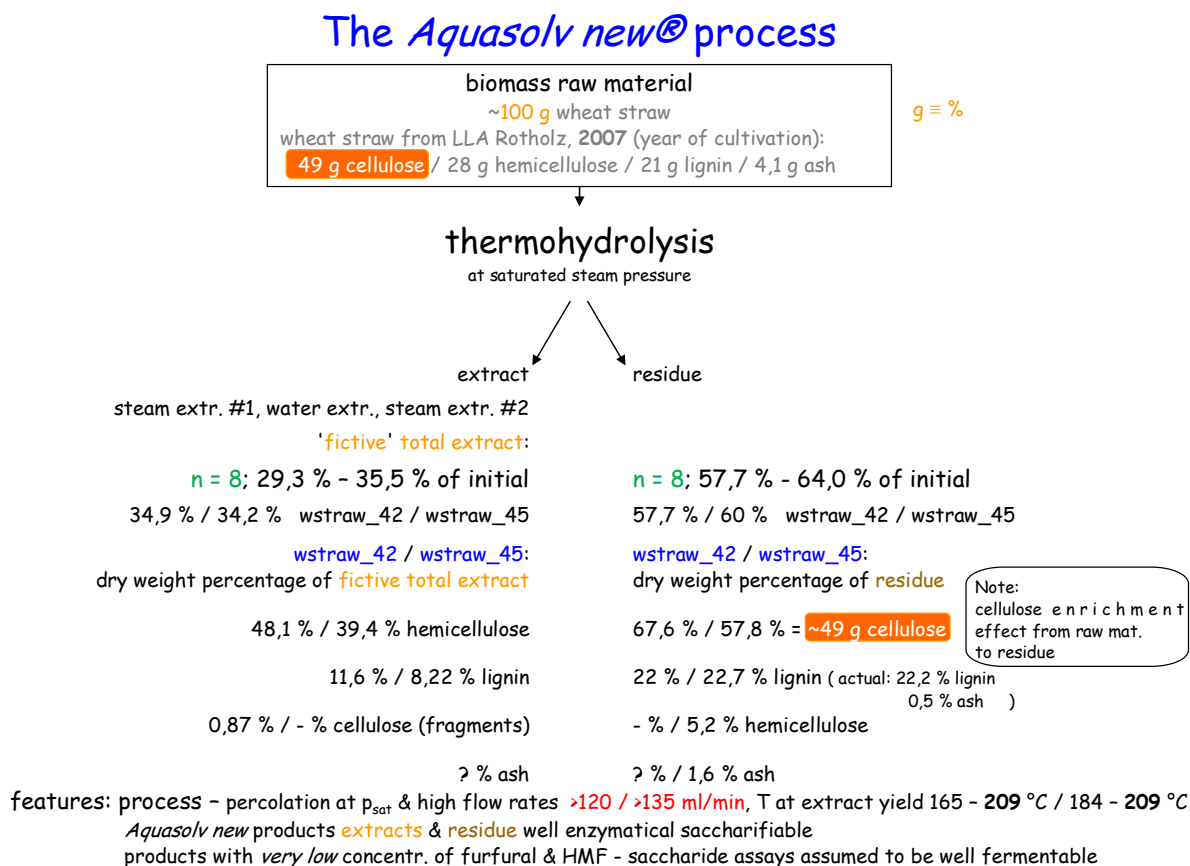 The Aquasolv new® process
biomass raw material
~100 g wheat straw
g ≡ %
wheat straw from LLA Rotholz, 2007 (year of cultivation):
49 g cellulose / 28 g hemicellulose / 21 g lignin / 4,1 g ash
thermohydrolysis
at saturated steam pressure
extract
residue
steam extr. #1, water extr., steam extr. #2
'fictive' total extract:
n = 8; 29,3 % – 35,5 % of initial
n = 8; 57,7 % - 64,0 % of initial
34,9 % / 34,2 % wstraw_42 / wstraw_45
57,7 % / 60 % wstraw_42 / wstraw_45
wstraw_42 / wstraw_45:
wstraw_42 / wstraw_45:
dry weight percentage of fictive total extract
dry weight percentage of residue
Note:
cellulose e n r i c h m e n t
effect from raw mat.
to residue
48,1 % / 39,4 % hemicellulose
67,6 % / 57,8 % = ~49 g cellulose
11,6 % / 8,22 % lignin
22 % / 22,7 % lignin ( actual: 22,2 % lignin
0,5 % ash )
0,87 % / - % cellulose (fragments)
- % / 5,2 % hemicellulose
? % ash
? % / 1,6 % ash
features: process – percolation at psat & high flow rates >120 / >135 ml/min, T at extract yield 165 – 209 °C / 184 – 209 °C
Aquasolv new products extracts & residue well enzymatical saccharifiable
products with very low concentr. of furfural & HMF - saccharide assays assumed to be well fermentable